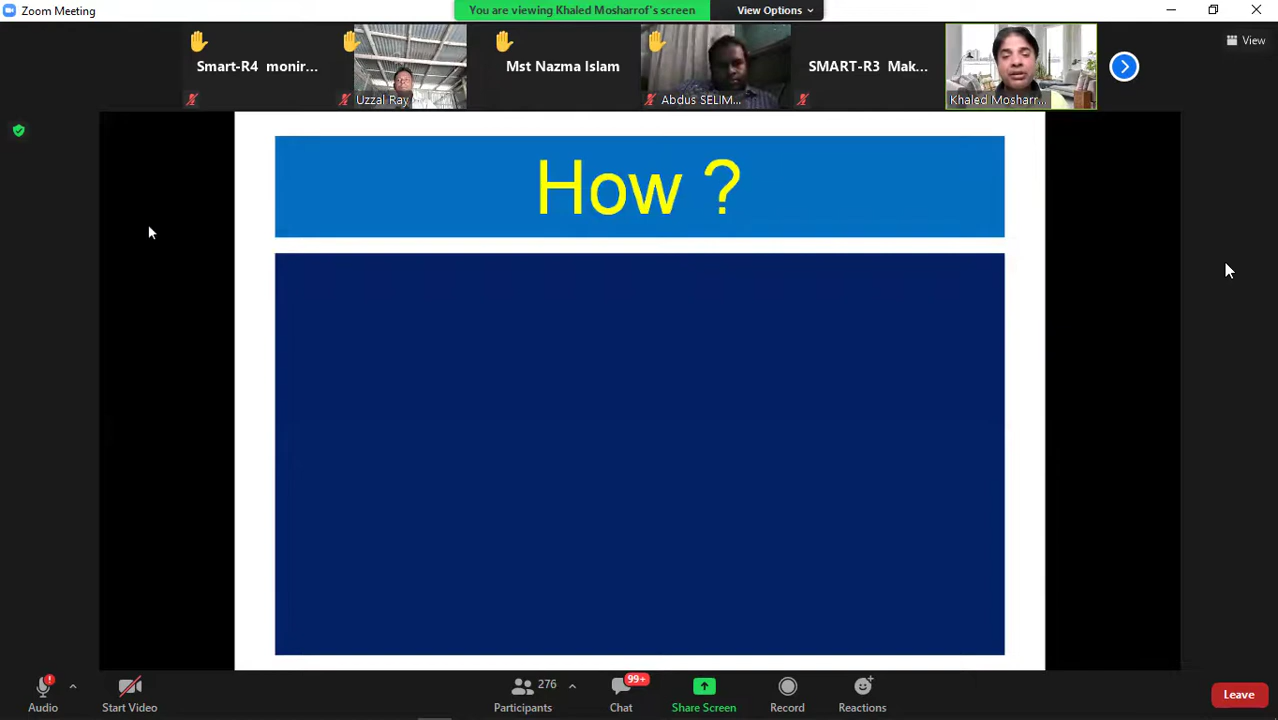 Zoom Meeting
You are viewing Khaled Mosharrof's screen
View Options
Smart-R4 monir...
Uzzal Ray
Mst Nazma Islam
Abdus SELIM...
SMART-R3 Mak...
Khaled Mosharr...
View
How ?
Audio
Start Video
276
Participants
99+
Chat
Share Screen
Record
Reactions
Leave